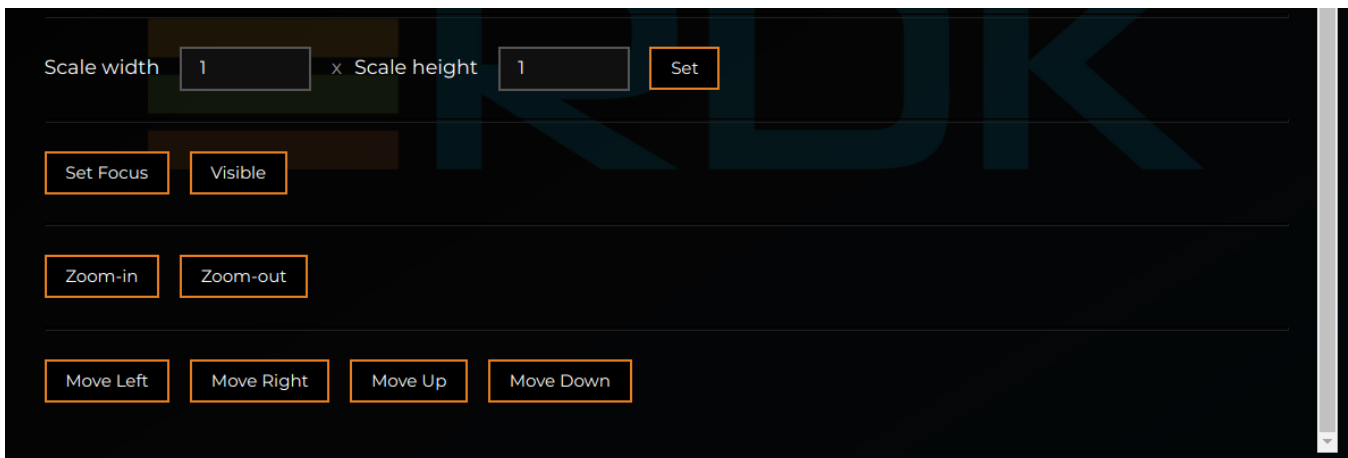 RDK
Scale width 1 x Scale height 1 Set
Set Focus Visible
Zoom-in Zoom-out
Move Left Move Right Move Up Move Down